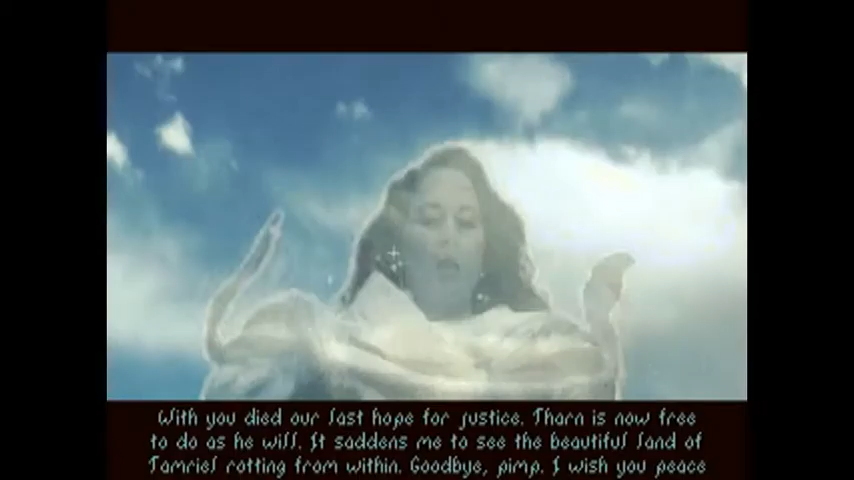 With you died our last hope for justice. Tharn is now free
to do as he will. It saddens me to see the beautiful land of
Tamriel rotting from within. Goodbye, pimp. I wish you peace